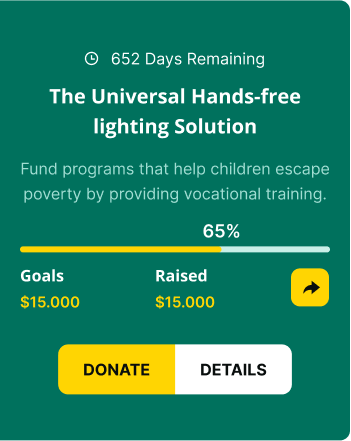 652 Days Remaining
The Universal Hands-free
lighting Solution
Fund programs that help children escape
poverty by providing vocational training.
65%
Goals
$15.000
Raised
$15.000
DONATE
DETAILS